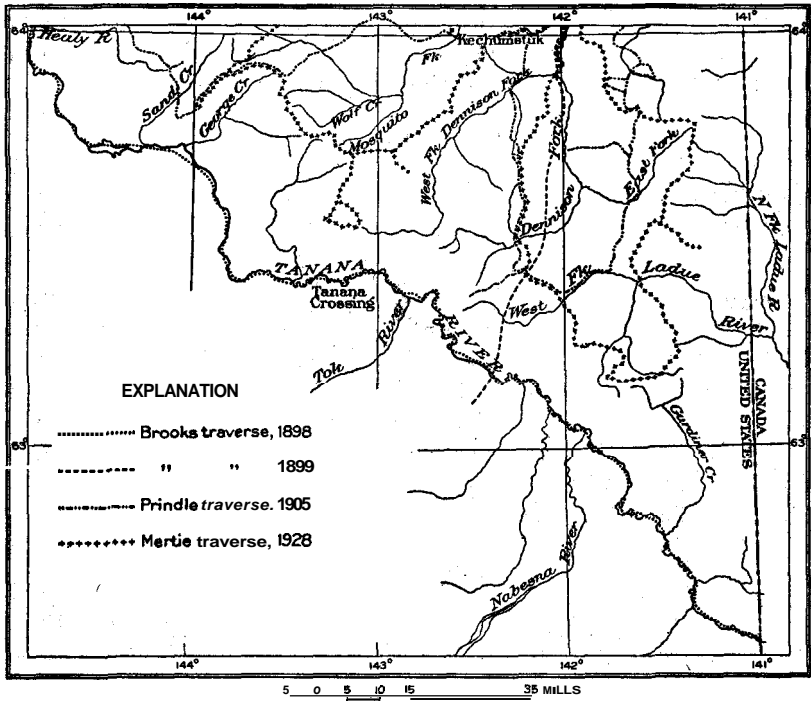 144° 143° 142° 141°
64° Healy R Kechumstuk 64°
Sand Cr.
George Cr.
Fk
Wolf Cr
Mosquito
West Fk Dennison Fork
Fork
East Fork
Dennison
N Fk Ladue R
TANANA
Tanana
Crossing
RIVER
West Fk
Ladue
River
Tok River
CANADA
UNITED STATES
EXPLANATION
Brooks traverse, 1898
" " 1899
Prindle traverse. 1905
Mertie traverse, 1928
63° 63°
Gardiner Cr
Nabesna River
144° 143° 142° 141°
5 0 5 10 15 35 MILLS